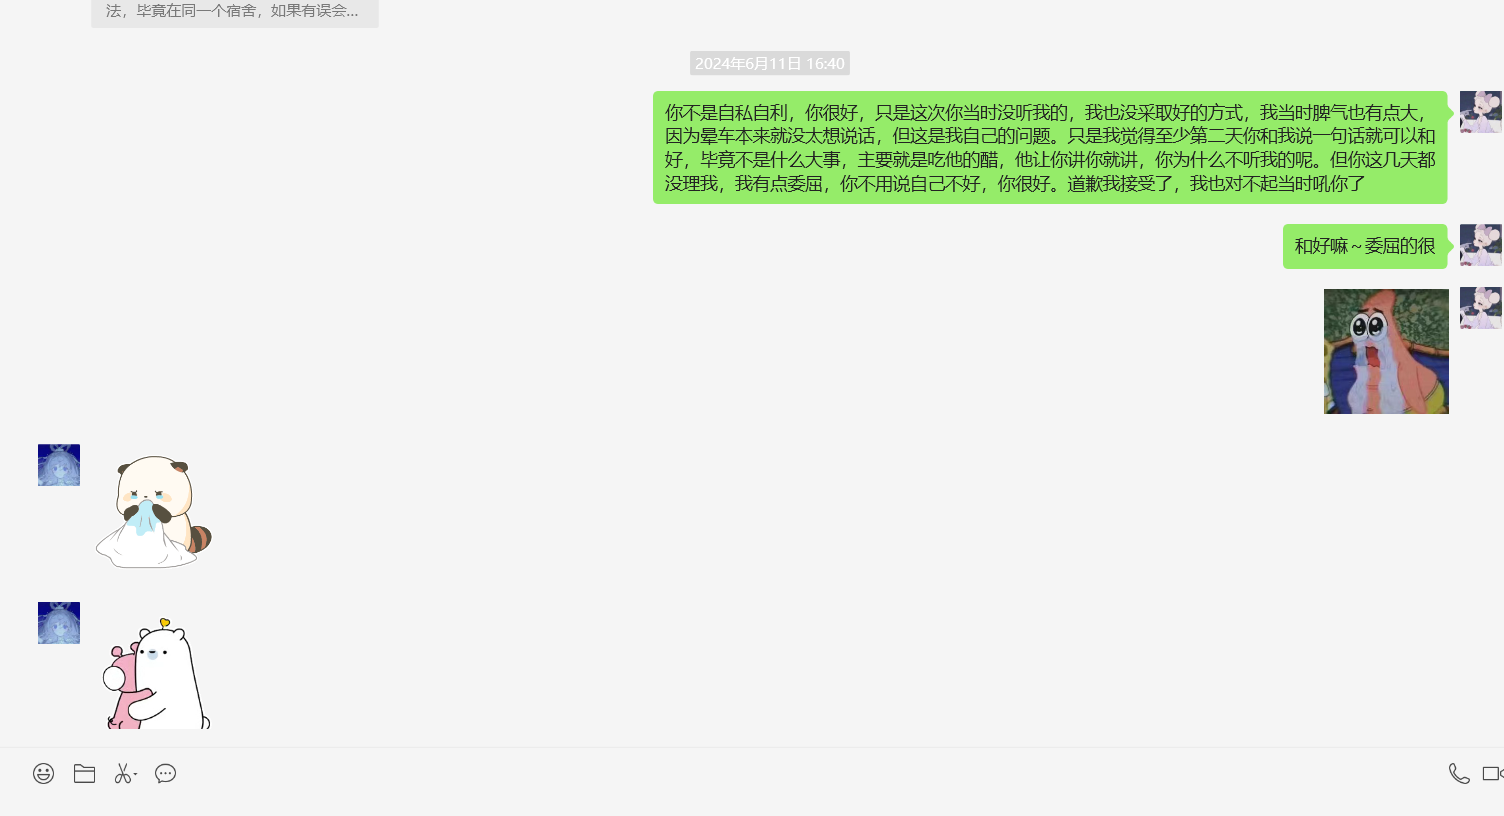 法，毕竟在同一个宿舍，如果有误会...
2024年6月11日 16:40
你不是自私自利，你很好，只是这次你当时没听我的，我也没采取好的方式，我当时脾气也有点大，
因为晕车本来就没太想说话，但这是我自己的问题。只是我觉得至少第二天你和我说一句话就可以和
好，毕竟不是什么大事，主要就是吃他的醋，他让你讲你就讲，你为什么不听我的呢。但你这几天都
没理我，我有点委屈，你不用说自己不好，你很好。道歉我接受了，我也对不起当时吼你了
和好嘛～委屈的很